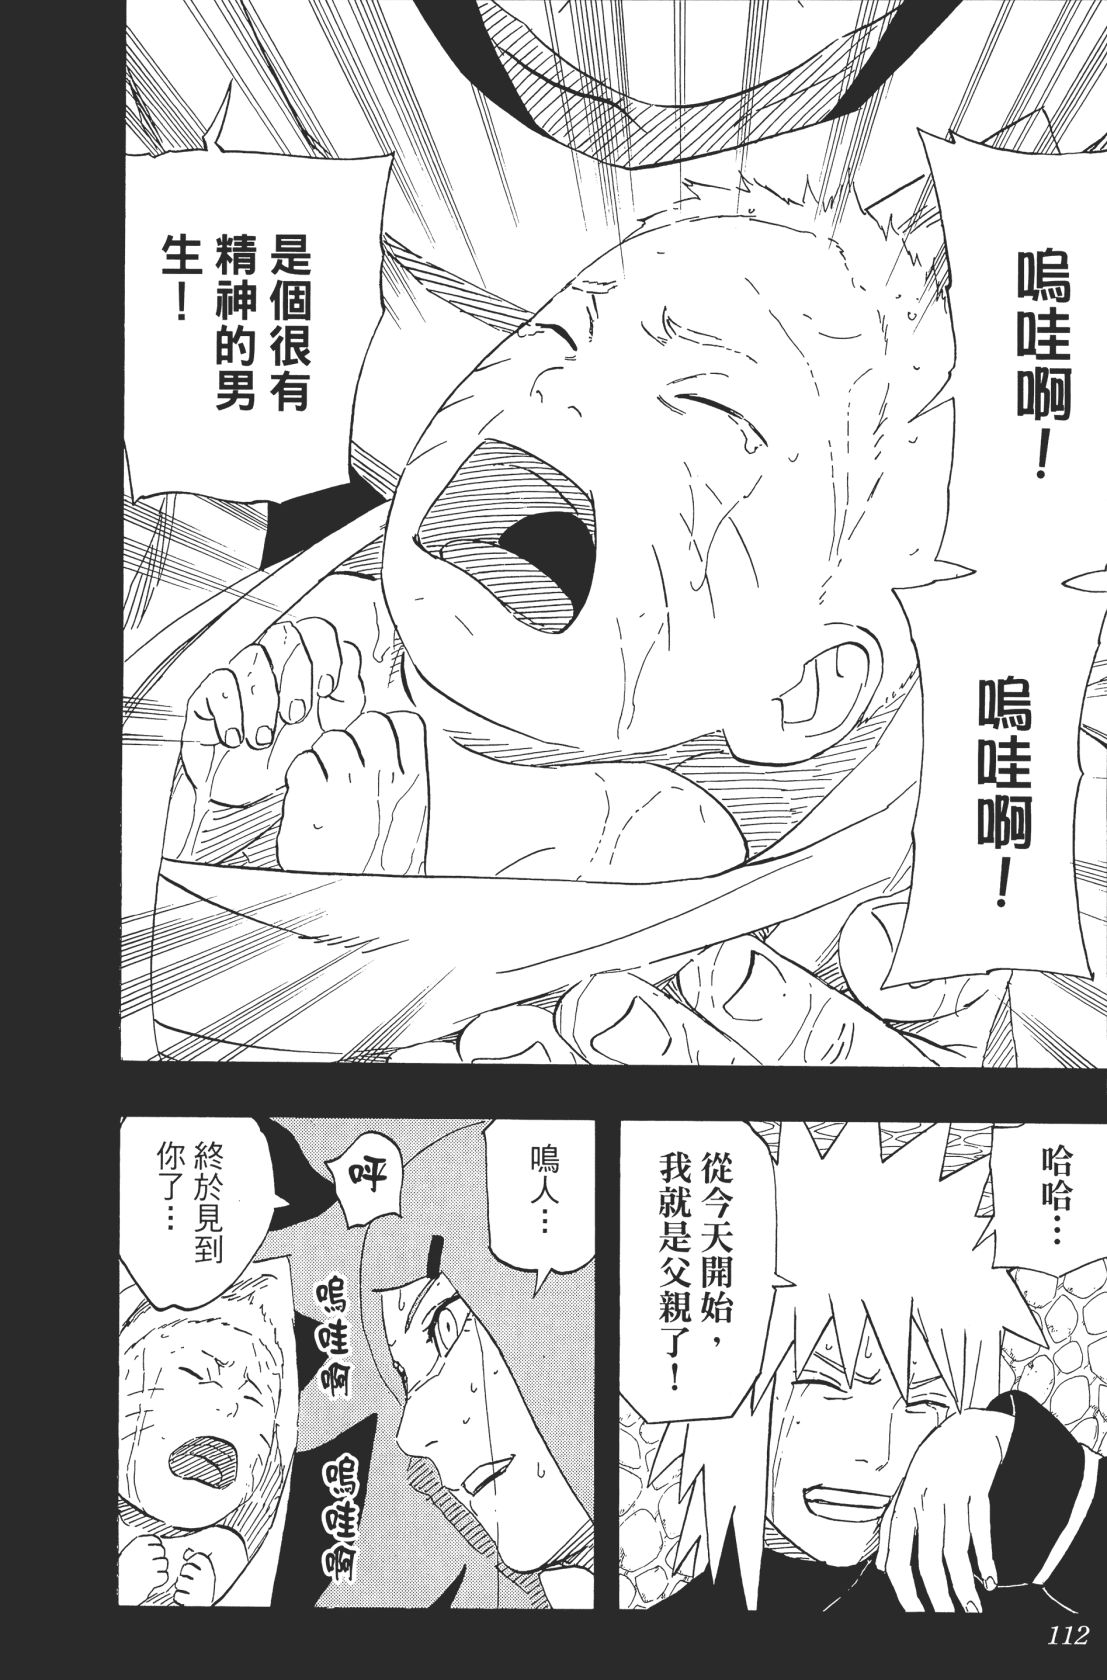 嗚哇啊！
嗚哇啊！
是個很有
精神的男
生！
哈哈…
從今天開始，
我就是父親了！
鳴人…
呼
嗚哇啊
嗚哇啊
終於見到
你了…
112